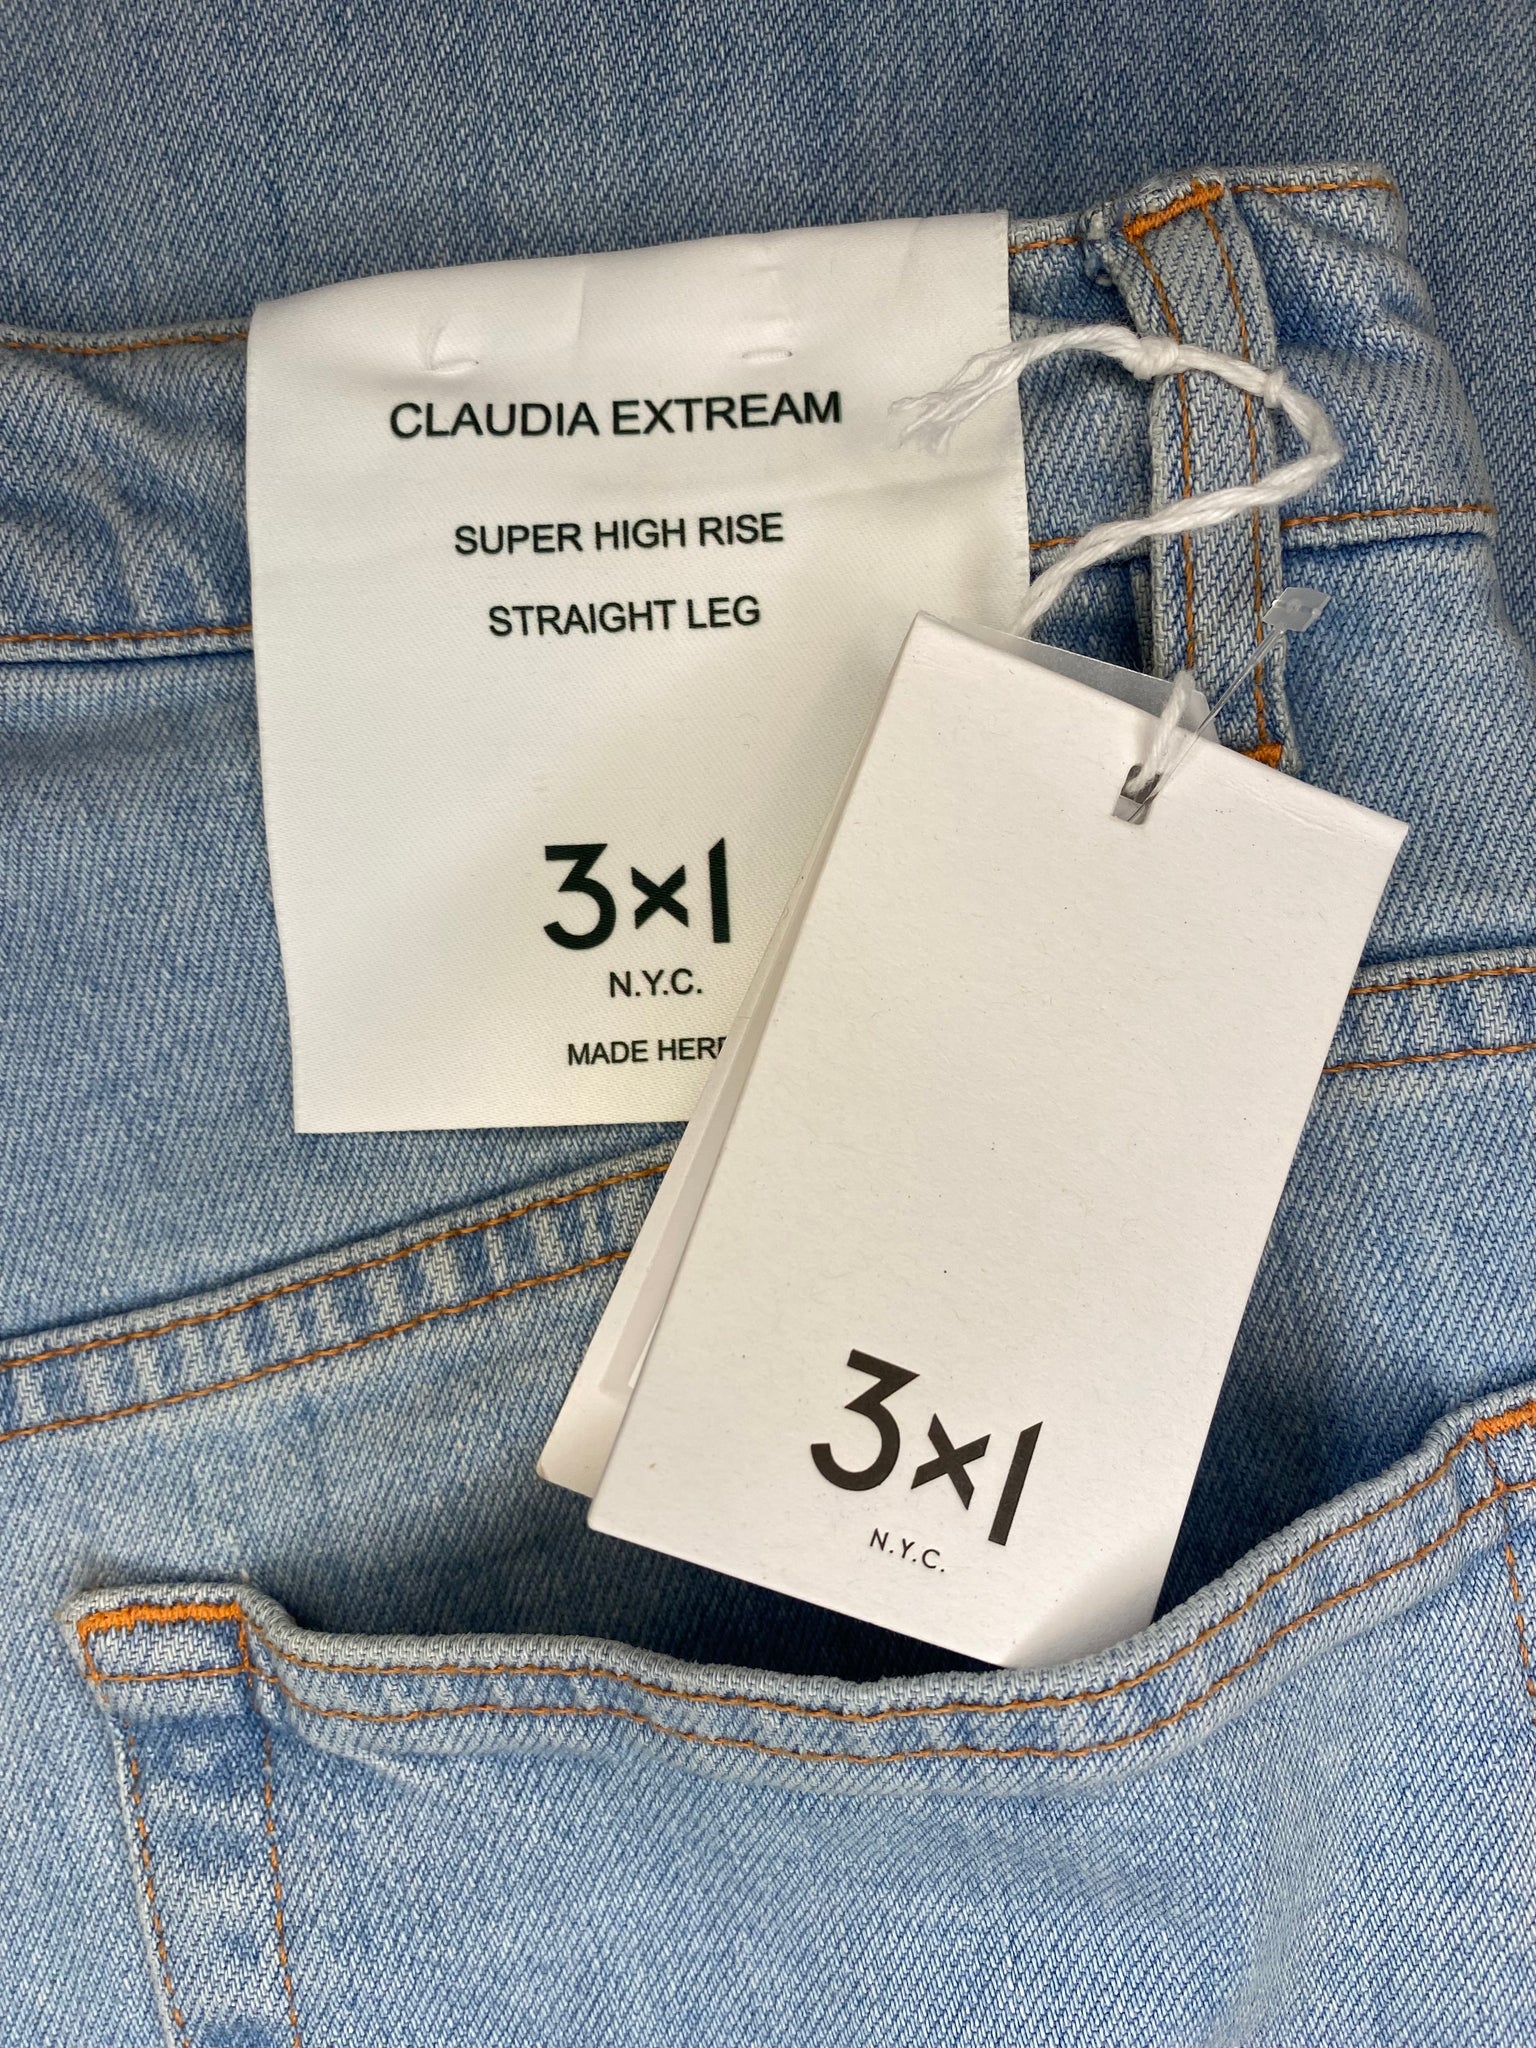 CLAUDIA EXTREAM
SUPER HIGH RISE
STRAIGHT LEG
3×1
N.Y.C.
MADE HERE
3×1
N.Y.C.